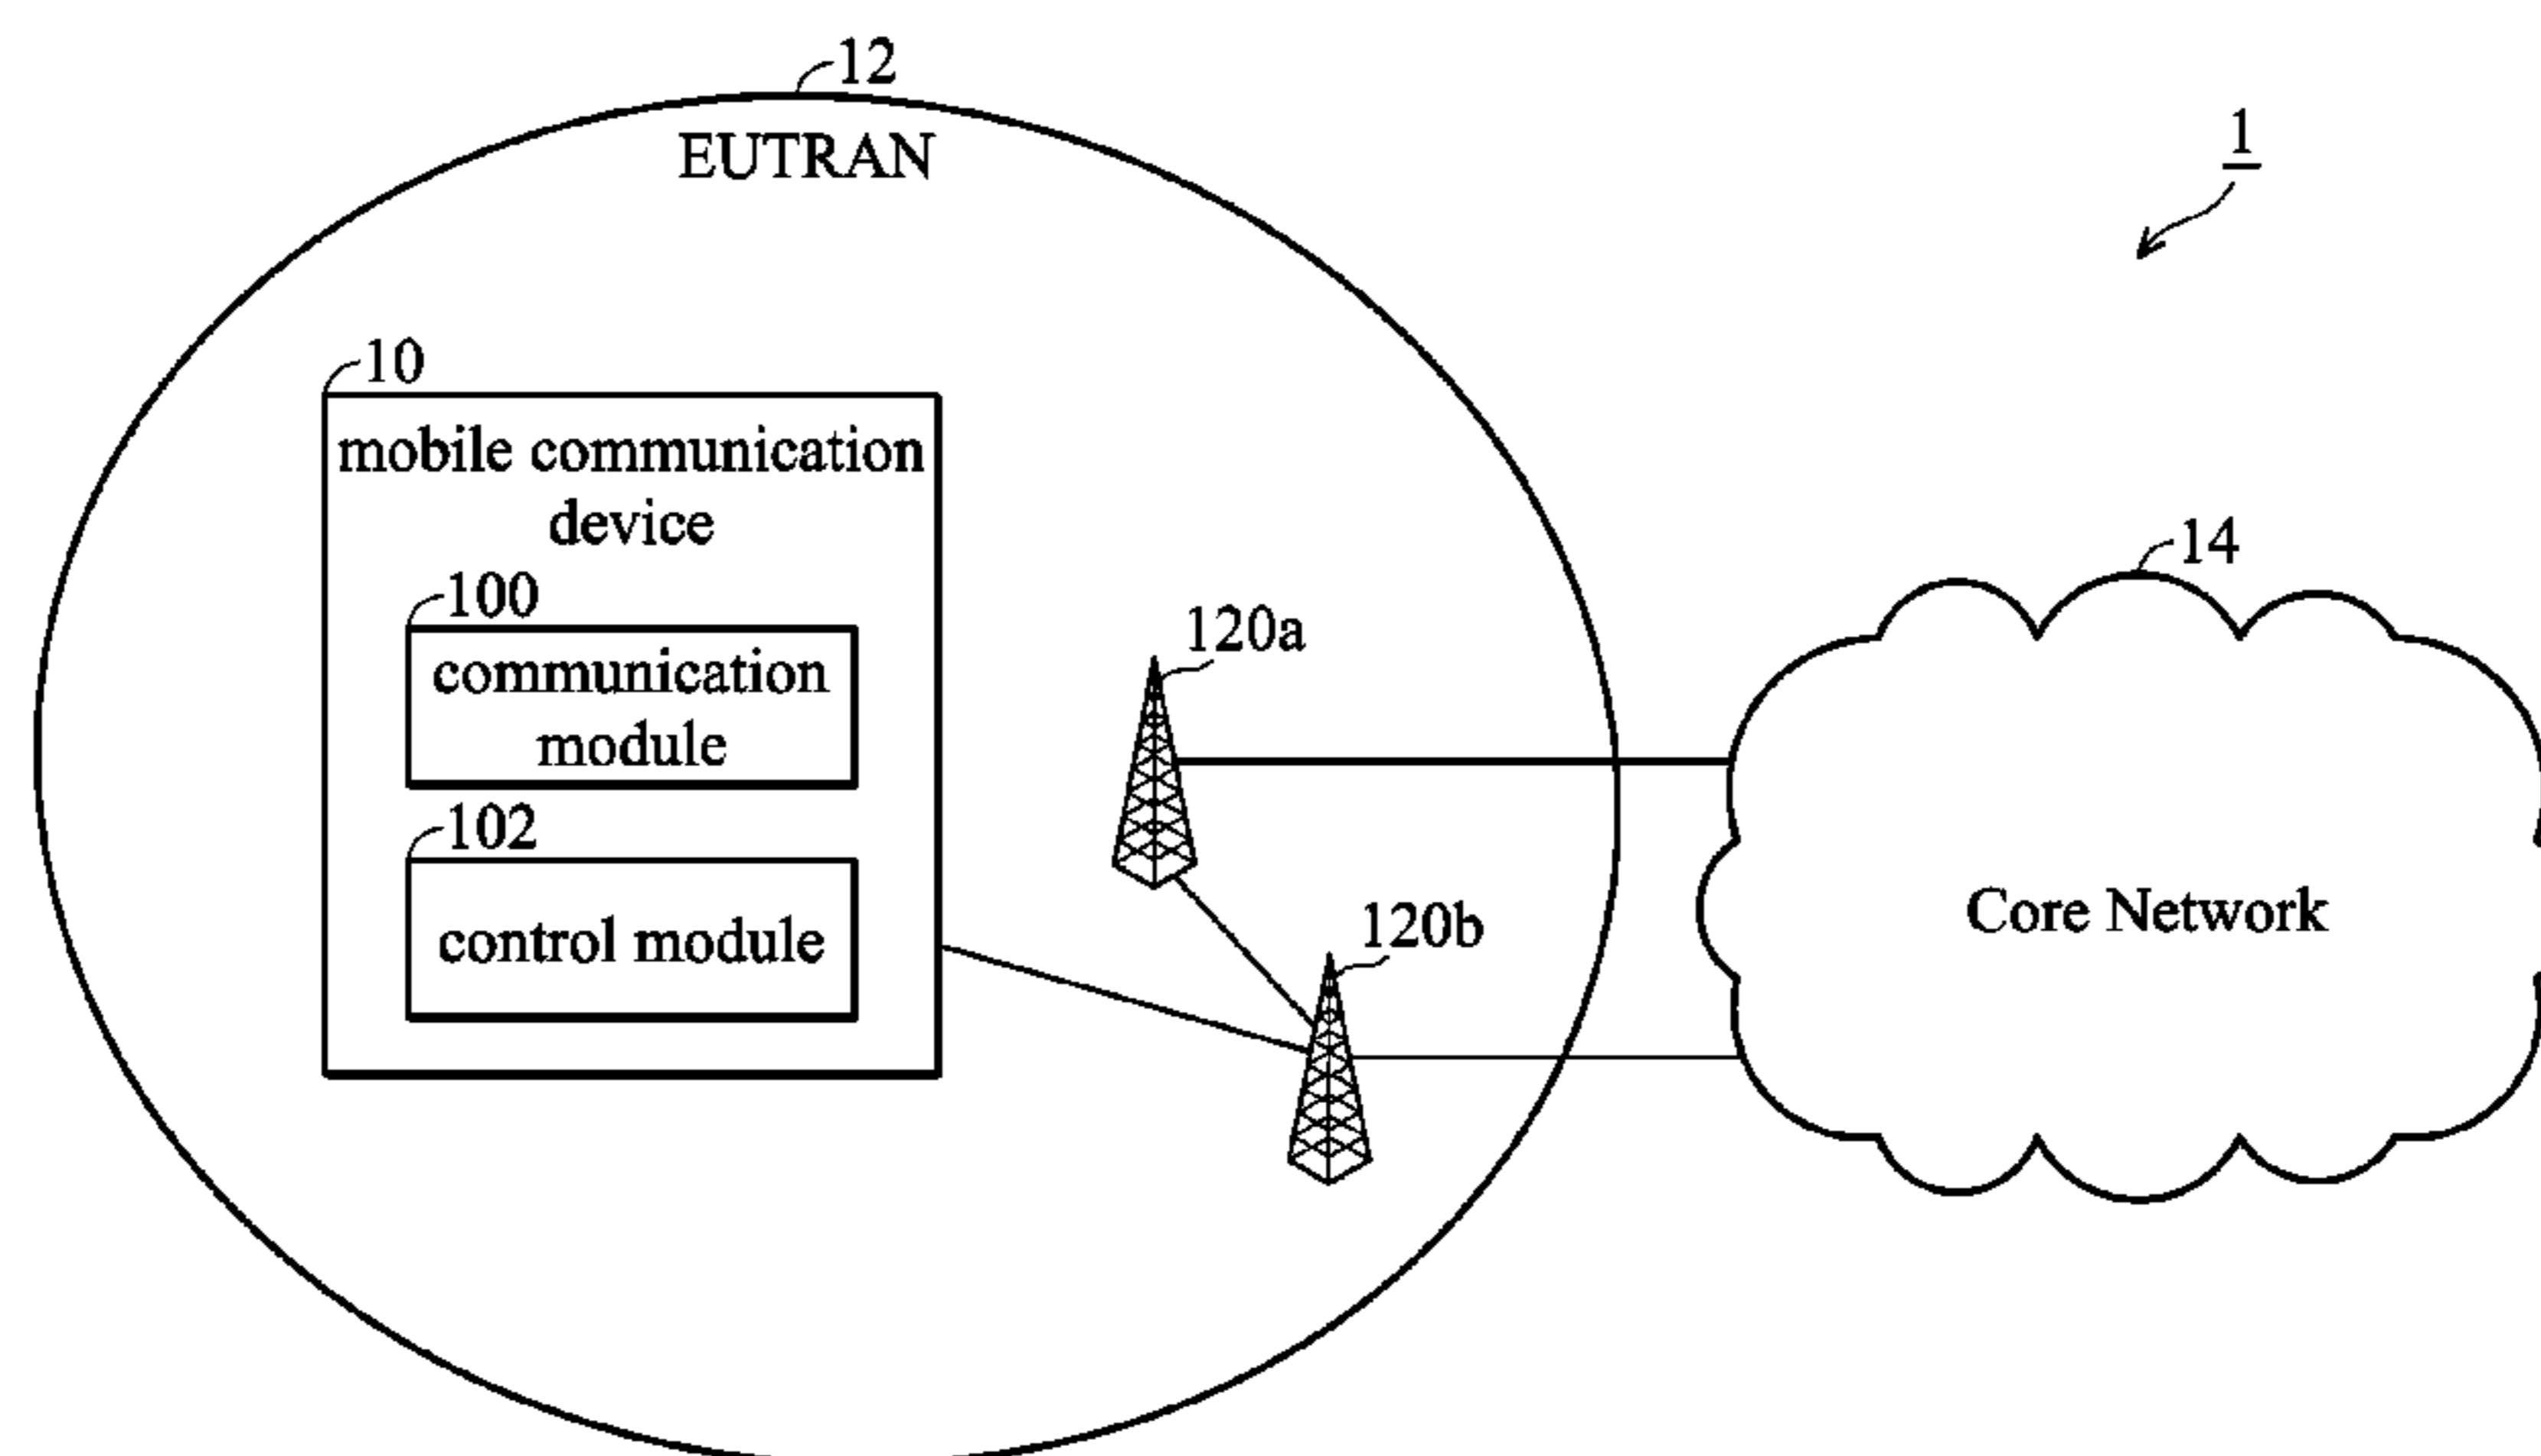 12
EUTRAN
1
10
mobile communication
device
100
communication
module
102
control module
120a
120b
14
Core Network